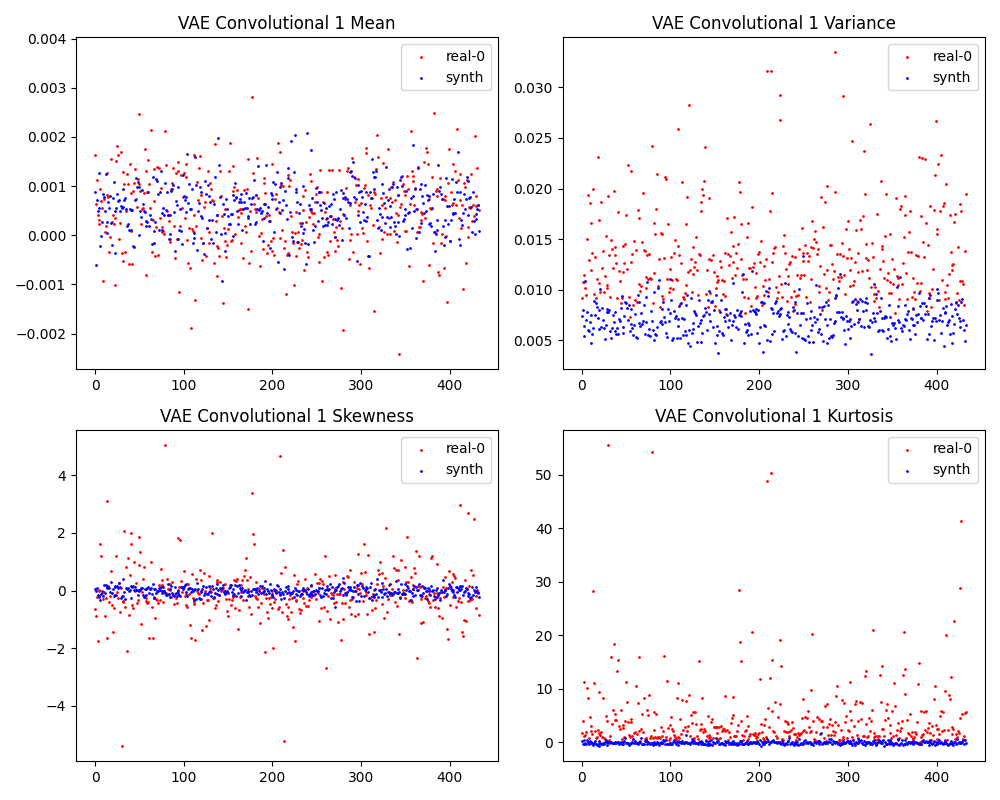 VAE Convolutional 1 Mean
0.004
0.003
0.002
0.001
0.000
−0.001
−0.002
0 100 200 300 400
real-0
synth
VAE Convolutional 1 Variance
0.030
0.025
0.020
0.015
0.010
0.005
0 100 200 300 400
real-0
synth
VAE Convolutional 1 Skewness
4
2
0
−2
−4
0 100 200 300 400
real-0
synth
VAE Convolutional 1 Kurtosis
50
40
30
20
10
0
0 100 200 300 400
real-0
synth